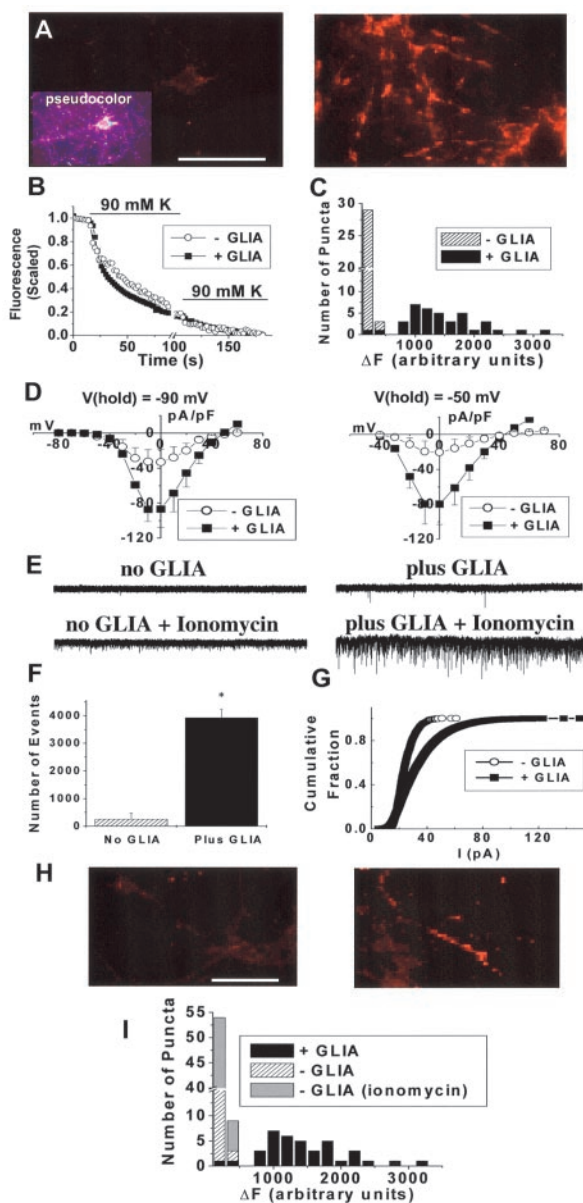 A
pseudocolor
B
90 mM K
90 mM K
- GLIA
+ GLIA
Fluorescence
(Scaled)
1.0
0.8
0.6
0.4
0.2
0.0
0 50 100 150
Time (s)
C
- GLIA
+ GLIA
Number of Puncta
30
25
20
15
10
5
0
0 1000 2000 3000
ΔF (arbitrary units)
D
V(hold) = -90 mV
mV
pA/pF
-80 -40 0 40 80
-40
-80
-120
- GLIA
+ GLIA
V(hold) = -50 mV
mV
pA/pF
-40 0 40 80
-40
-80
-120
- GLIA
+ GLIA
E
no GLIA
plus GLIA
no GLIA + Ionomycin
plus GLIA + Ionomycin
F
*
Number of Events
4000
3000
2000
1000
0
No GLIA Plus GLIA
G
Cumulative
Fraction
0.8
0.4
0.0
0 40 80 120
I (pA)
- GLIA
+ GLIA
H
I
Number of Puncta
55
50
45
40
15
10
5
0
+ GLIA
- GLIA
- GLIA (ionomycin)
0 1000 2000 3000
ΔF (arbitrary units)